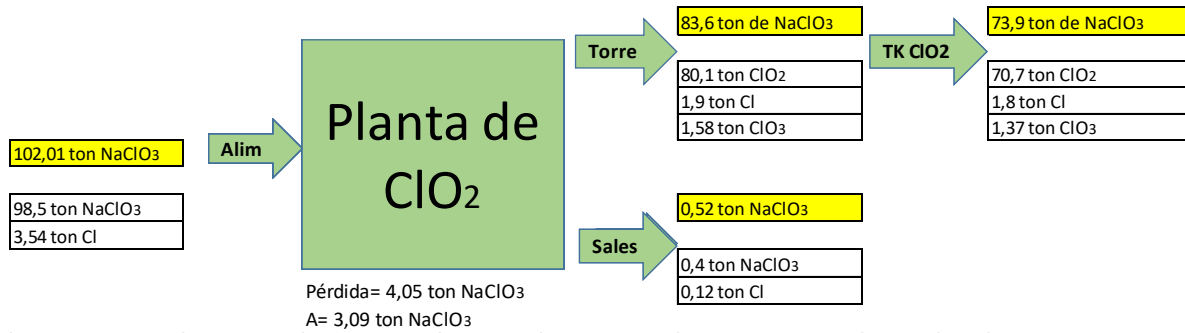 83,6 ton de NaClO3
73,9 ton de NaClO3
Torre
TK ClO2
80,1 ton ClO2
1,9 ton Cl
1,58 ton ClO3
70,7 ton ClO2
1,8 ton Cl
1,37 ton ClO3
Planta de
ClO2
102,01 ton NaClO3
Alim
98,5 ton NaClO3
3,54 ton Cl
0,52 ton NaClO3
Sales
0,4 ton NaClO3
0,12 ton Cl
Pérdida= 4,05 ton NaClO3
A= 3,09 ton NaClO3